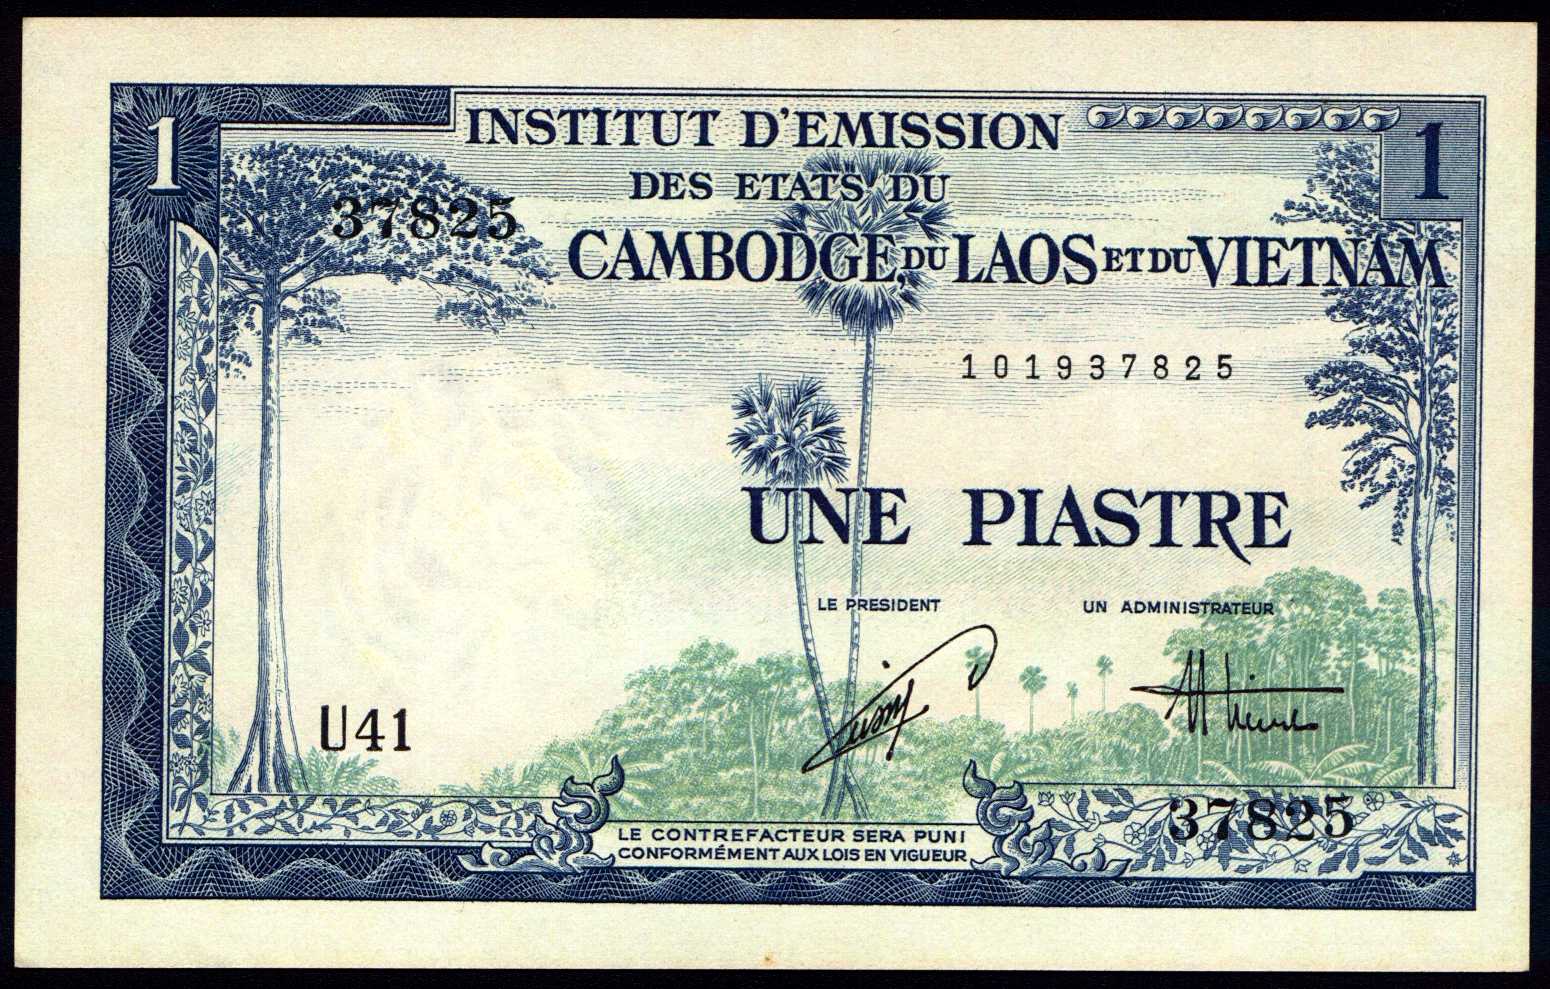 1
INSTITUT D'EMISSION
1
DES ETATS DU
37825
CAMBODGE, DU LAOS ET DU VIETNAM
101937825
UNE PIASTRE
LE PRESIDENT UN ADMINISTRATEUR
U41
37825
LE CONTREFACTEUR SERA PUNI
CONFORMÉMENT AUX LOIS EN VIGUEUR